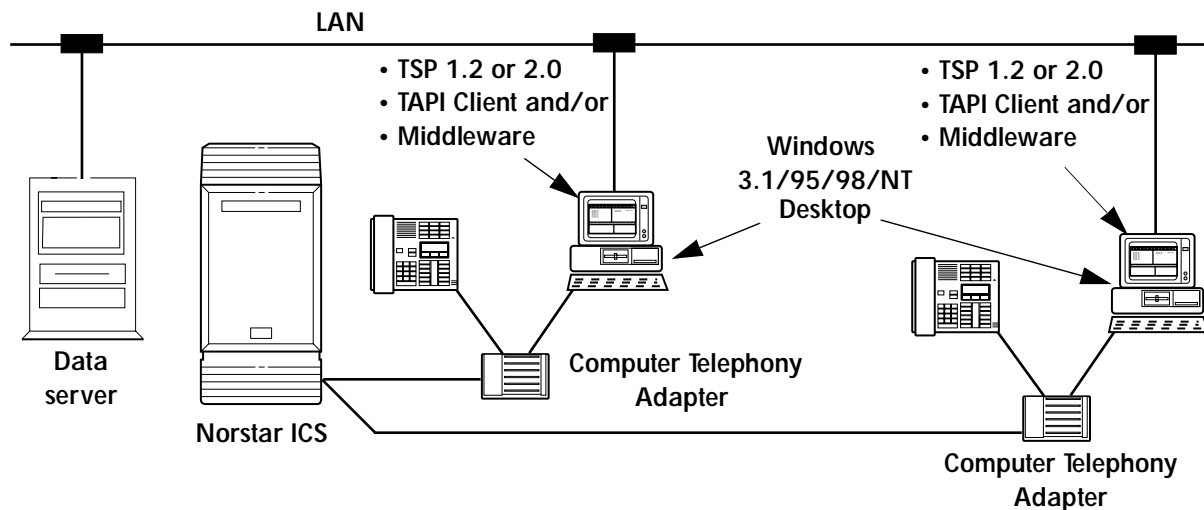 LAN
• TSP 1.2 or 2.0
• TAPI Client and/or
• Middleware
• TSP 1.2 or 2.0
• TAPI Client and/or
• Middleware
Windows
3.1/95/98/NT
Desktop
Data
server
Norstar ICS
Computer Telephony
Adapter
Computer Telephony
Adapter